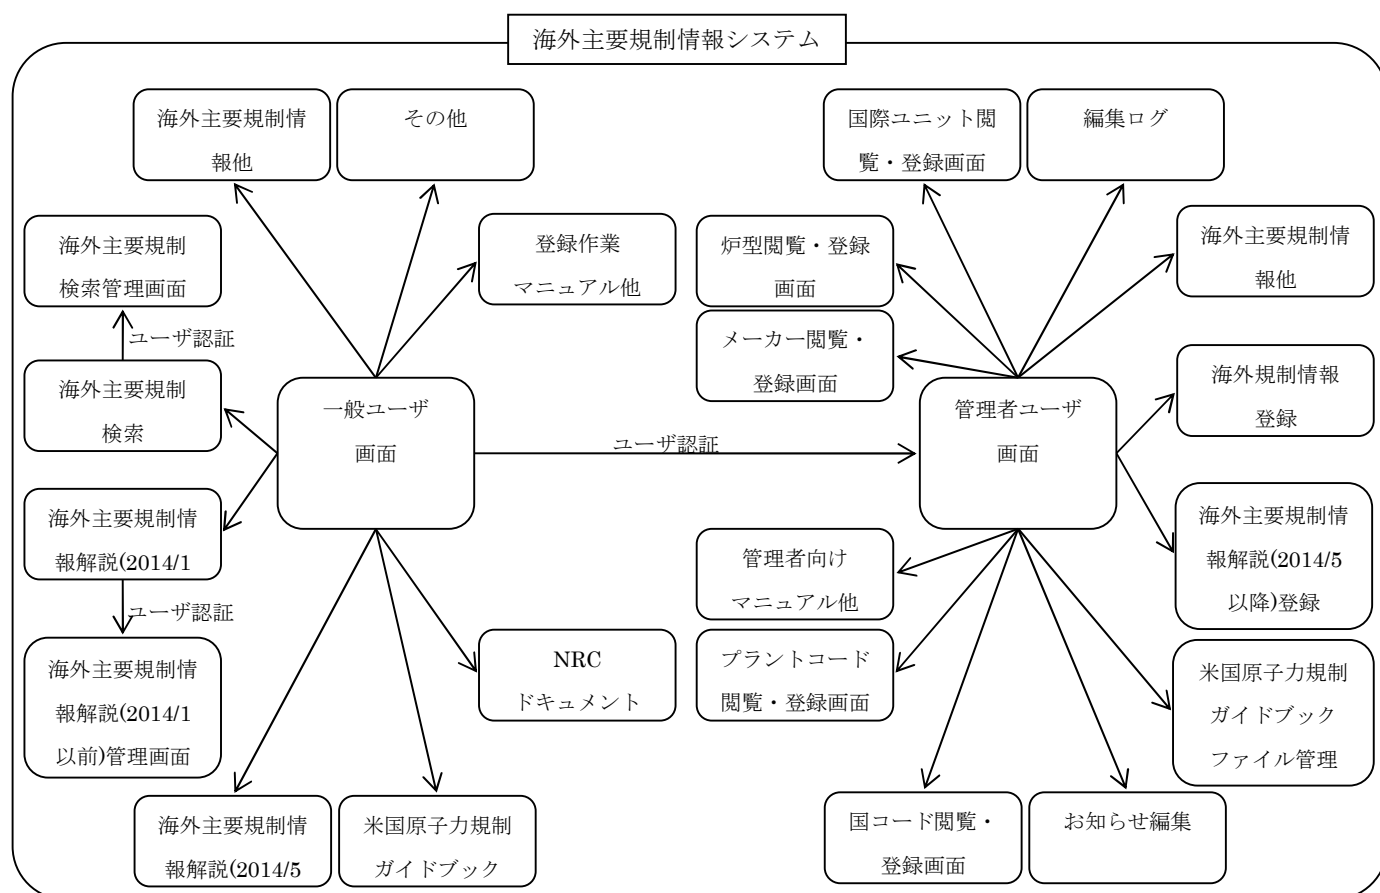 海外主要規制情報システム
海外主要規制情
報他
その他
国際ユニット閲
覧・登録画面
編集ログ
海外主要規制
検索管理画面
登録作業
マニュアル他
炉型閲覧・登録
画面
海外主要規制情
報他
ユーザ認証
メーカー閲覧・
登録画面
海外主要規制
検索
一般ユーザ
画面
ユーザ認証
管理者ユーザ
画面
海外規制情報
登録
海外主要規制情
報解説(2014/1
ユーザ認証
管理者向け
マニュアル他
海外主要規制情
報解説(2014/5
以降)登録
海外主要規制情
報解説(2014/1
以前)管理画面
NRC
ドキュメント
プラントコード
閲覧・登録画面
米国原子力規制
ガイドブック
ファイル管理
海外主要規制情
報解説(2014/5
米国原子力規制
ガイドブック
国コード閲覧・
登録画面
お知らせ編集